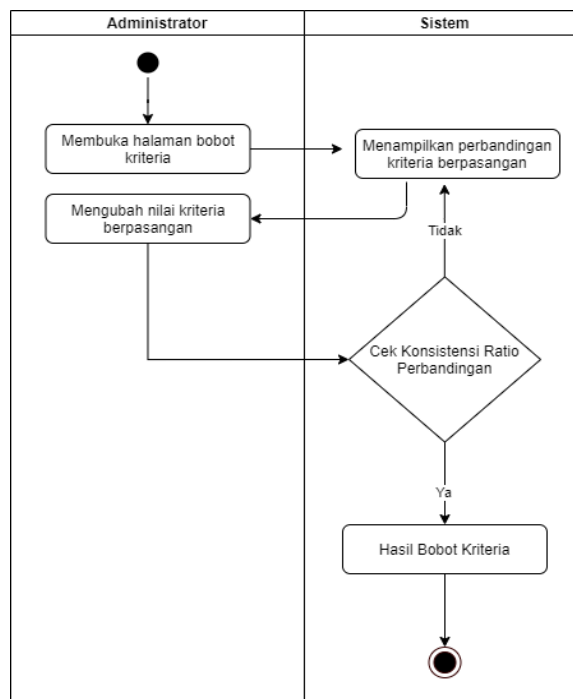 Administrator
Sistem
Membuka halaman bobot
kriteria
Menampilkan perbandingan
kriteria berpasangan
Mengubah nilai kriteria
berpasangan
Tidak
Cek Konsistensi Ratio
Perbandingan
Ya
Hasil Bobot Kriteria